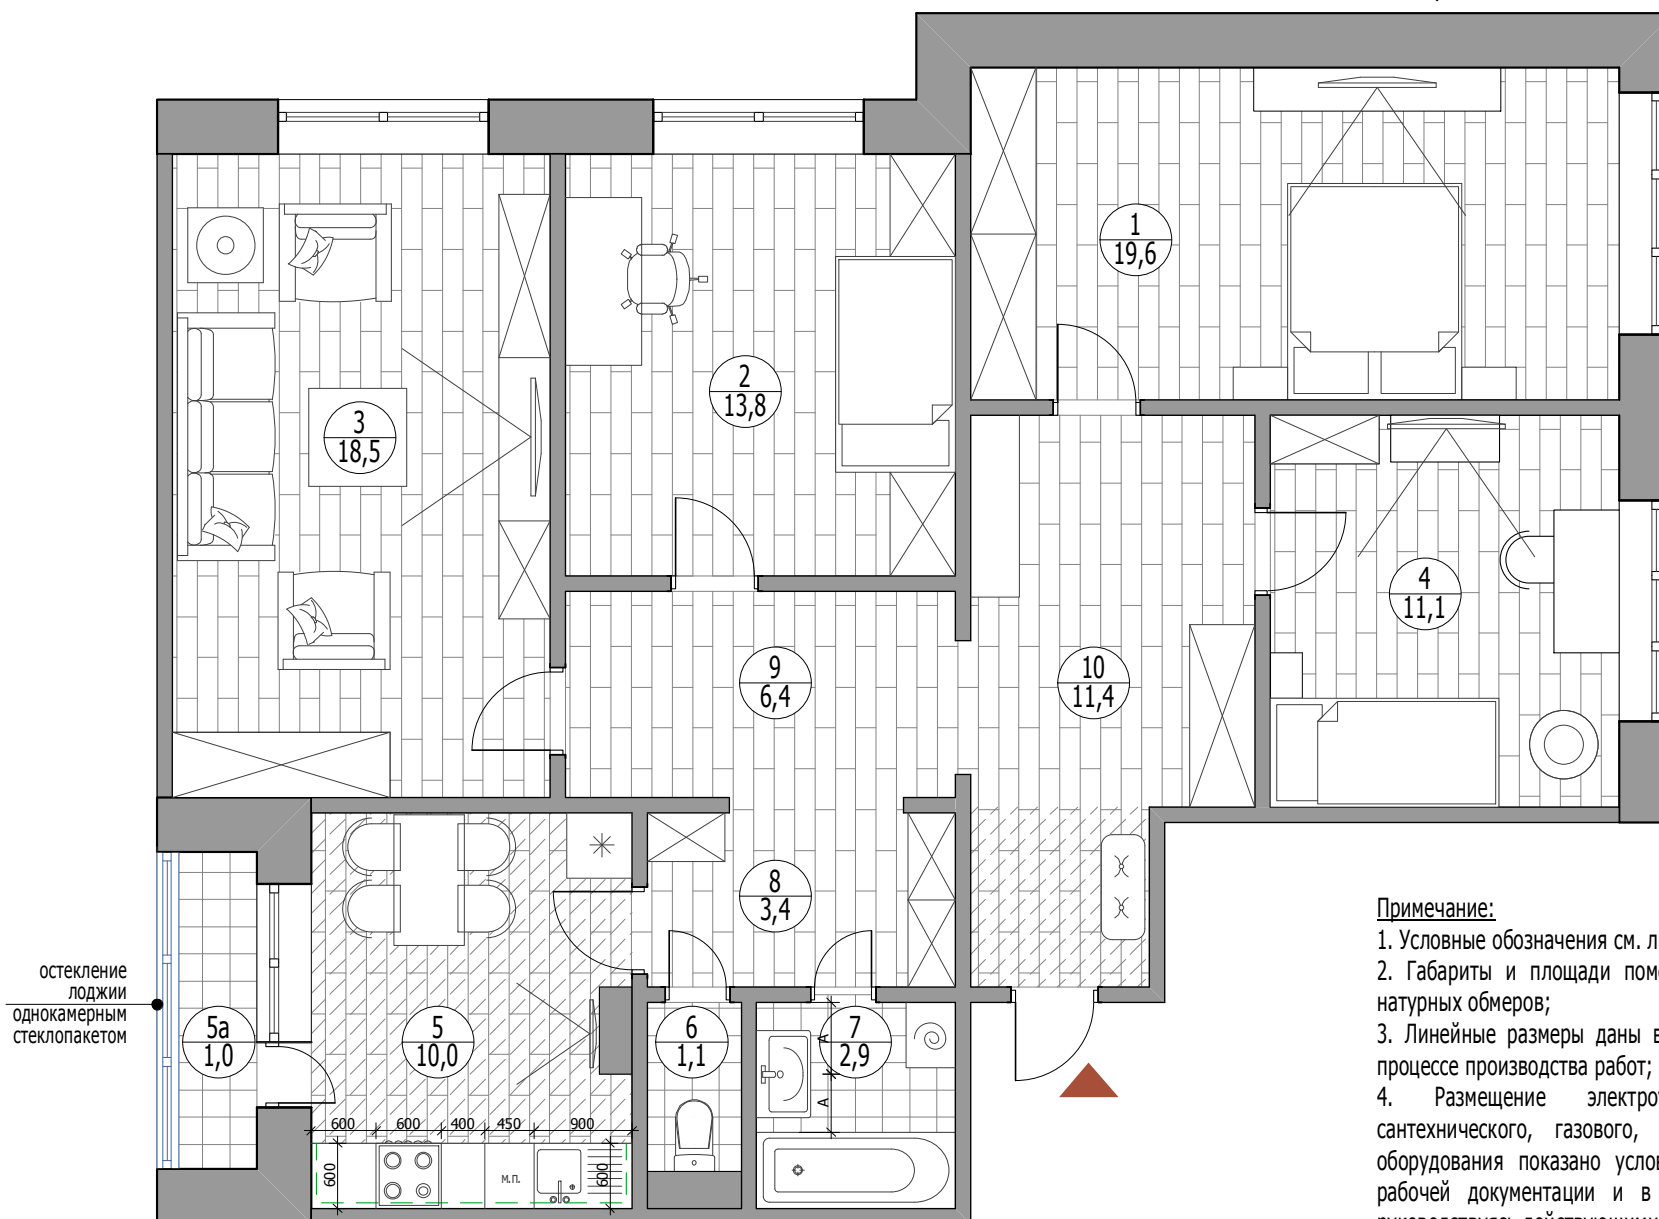 1
19,6
2
13,8
3
18,5
4
11,1
9
6,4
10
11,4
8
3,4
остекление
лоджии
однокамерным
стеклопакетом
5а
1,0
5
10,0
6
1,1
7
2,9
А
А
600
600
400
450
900
600
м.п.
600
Примечание:
1. Условные обозначения см. л
2. Габариты и площади
натурных обмеров;
3. Линейные размеры даны в
процессе производства работ;
4. Размещение
сантехнического, газового,
оборудования показано
рабочей документации и в